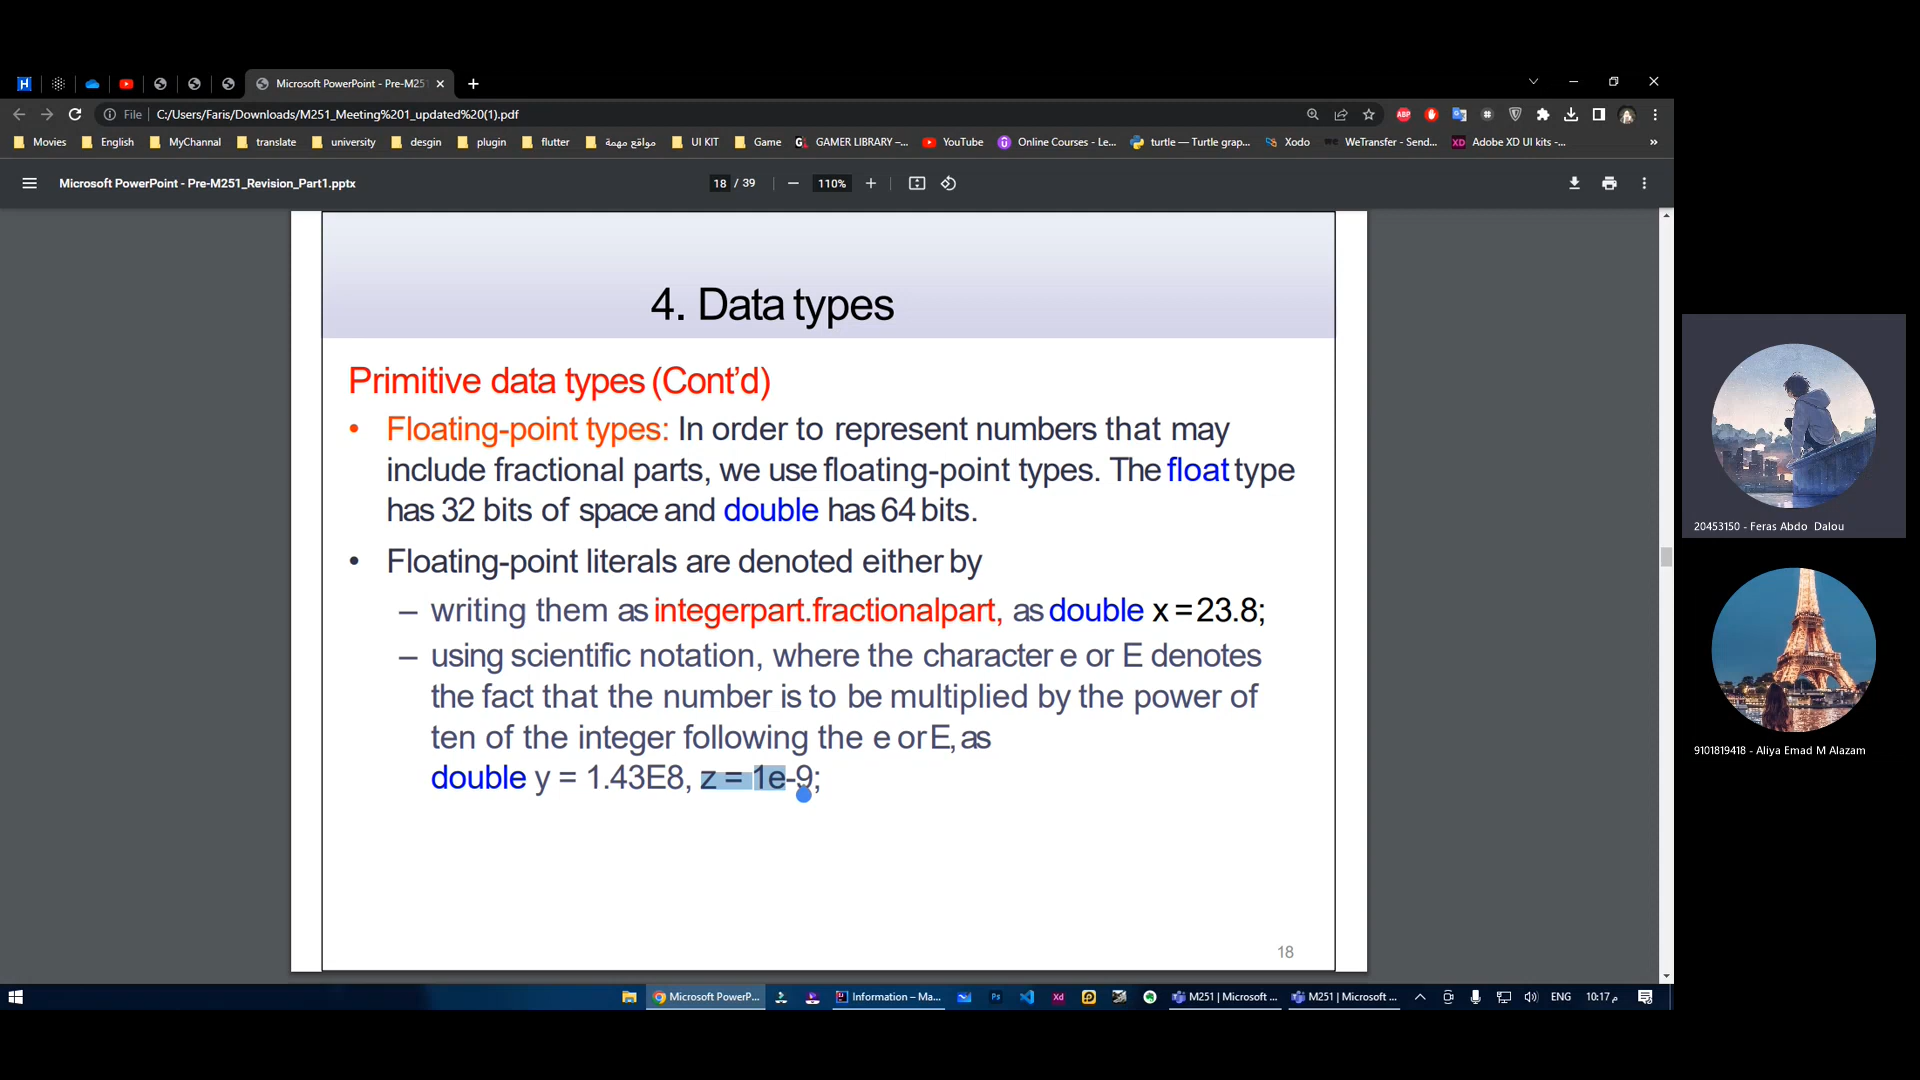 Microsoft PowerPoint - Pre-M251
File
C:/Users/Faris/Downloads/M251_Meeting%201_updated%20(1).pdf
ABP
Movies
English
MyChannal
translate
university
desgin
plugin
flutter
مواقع مهمة
UI KIT
Game
GAMER LIBRARY –...
YouTube
Online Courses - Le...
turtle — Turtle grap...
Xodo
WeTransfer - Send...
XD
Adobe XD UI kits -...
»
Microsoft PowerPoint - Pre-M251_Revision_Part1.pptx
18 / 39
110%
4. Data types
Primitive data types (Cont'd)
• Floating-point types: In order to represent numbers that may
include fractional parts, we use floating-point types. The float type
has 32 bits of space and double has 64 bits.
• Floating-point literals are denoted either by
– writing them as integerpart.fractionalpart, as double x = 23.8;
– using scientific notation, where the character e or E denotes
the fact that the number is to be multiplied by the power of
ten of the integer following the e or E, as
double y = 1.43E8, z = 1e-9;
18
20453150 - Feras Abdo Dalou
9101819418 - Aliya Emad M Alazam
Microsoft PowerP...
Information – Ma...
Ps
Xd
M251 | Microsoft ...
M251 | Microsoft ...
ENG
10:17 م